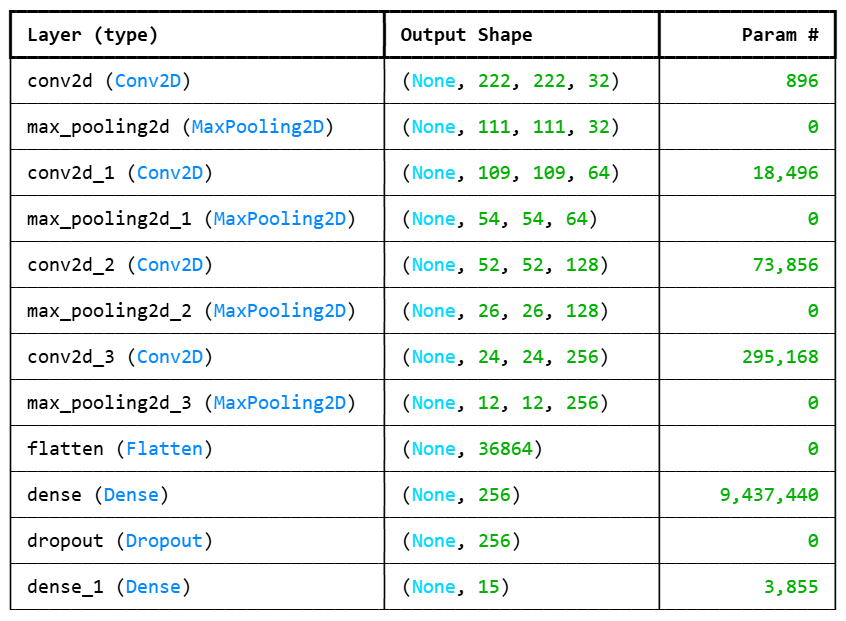 Layer (type) Output Shape Param #
conv2d (Conv2D) (None, 222, 222, 32) 896
max_pooling2d (MaxPooling2D) (None, 111, 111, 32) 0
conv2d_1 (Conv2D) (None, 109, 109, 64) 18,496
max_pooling2d_1 (MaxPooling2D) (None, 54, 54, 64) 0
conv2d_2 (Conv2D) (None, 52, 52, 128) 73,856
max_pooling2d_2 (MaxPooling2D) (None, 26, 26, 128) 0
conv2d_3 (Conv2D) (None, 24, 24, 256) 295,168
max_pooling2d_3 (MaxPooling2D) (None, 12, 12, 256) 0
flatten (Flatten) (None, 36864) 0
dense (Dense) (None, 256) 9,437,440
dropout (Dropout) (None, 256) 0
dense_1 (Dense) (None, 15) 3,855